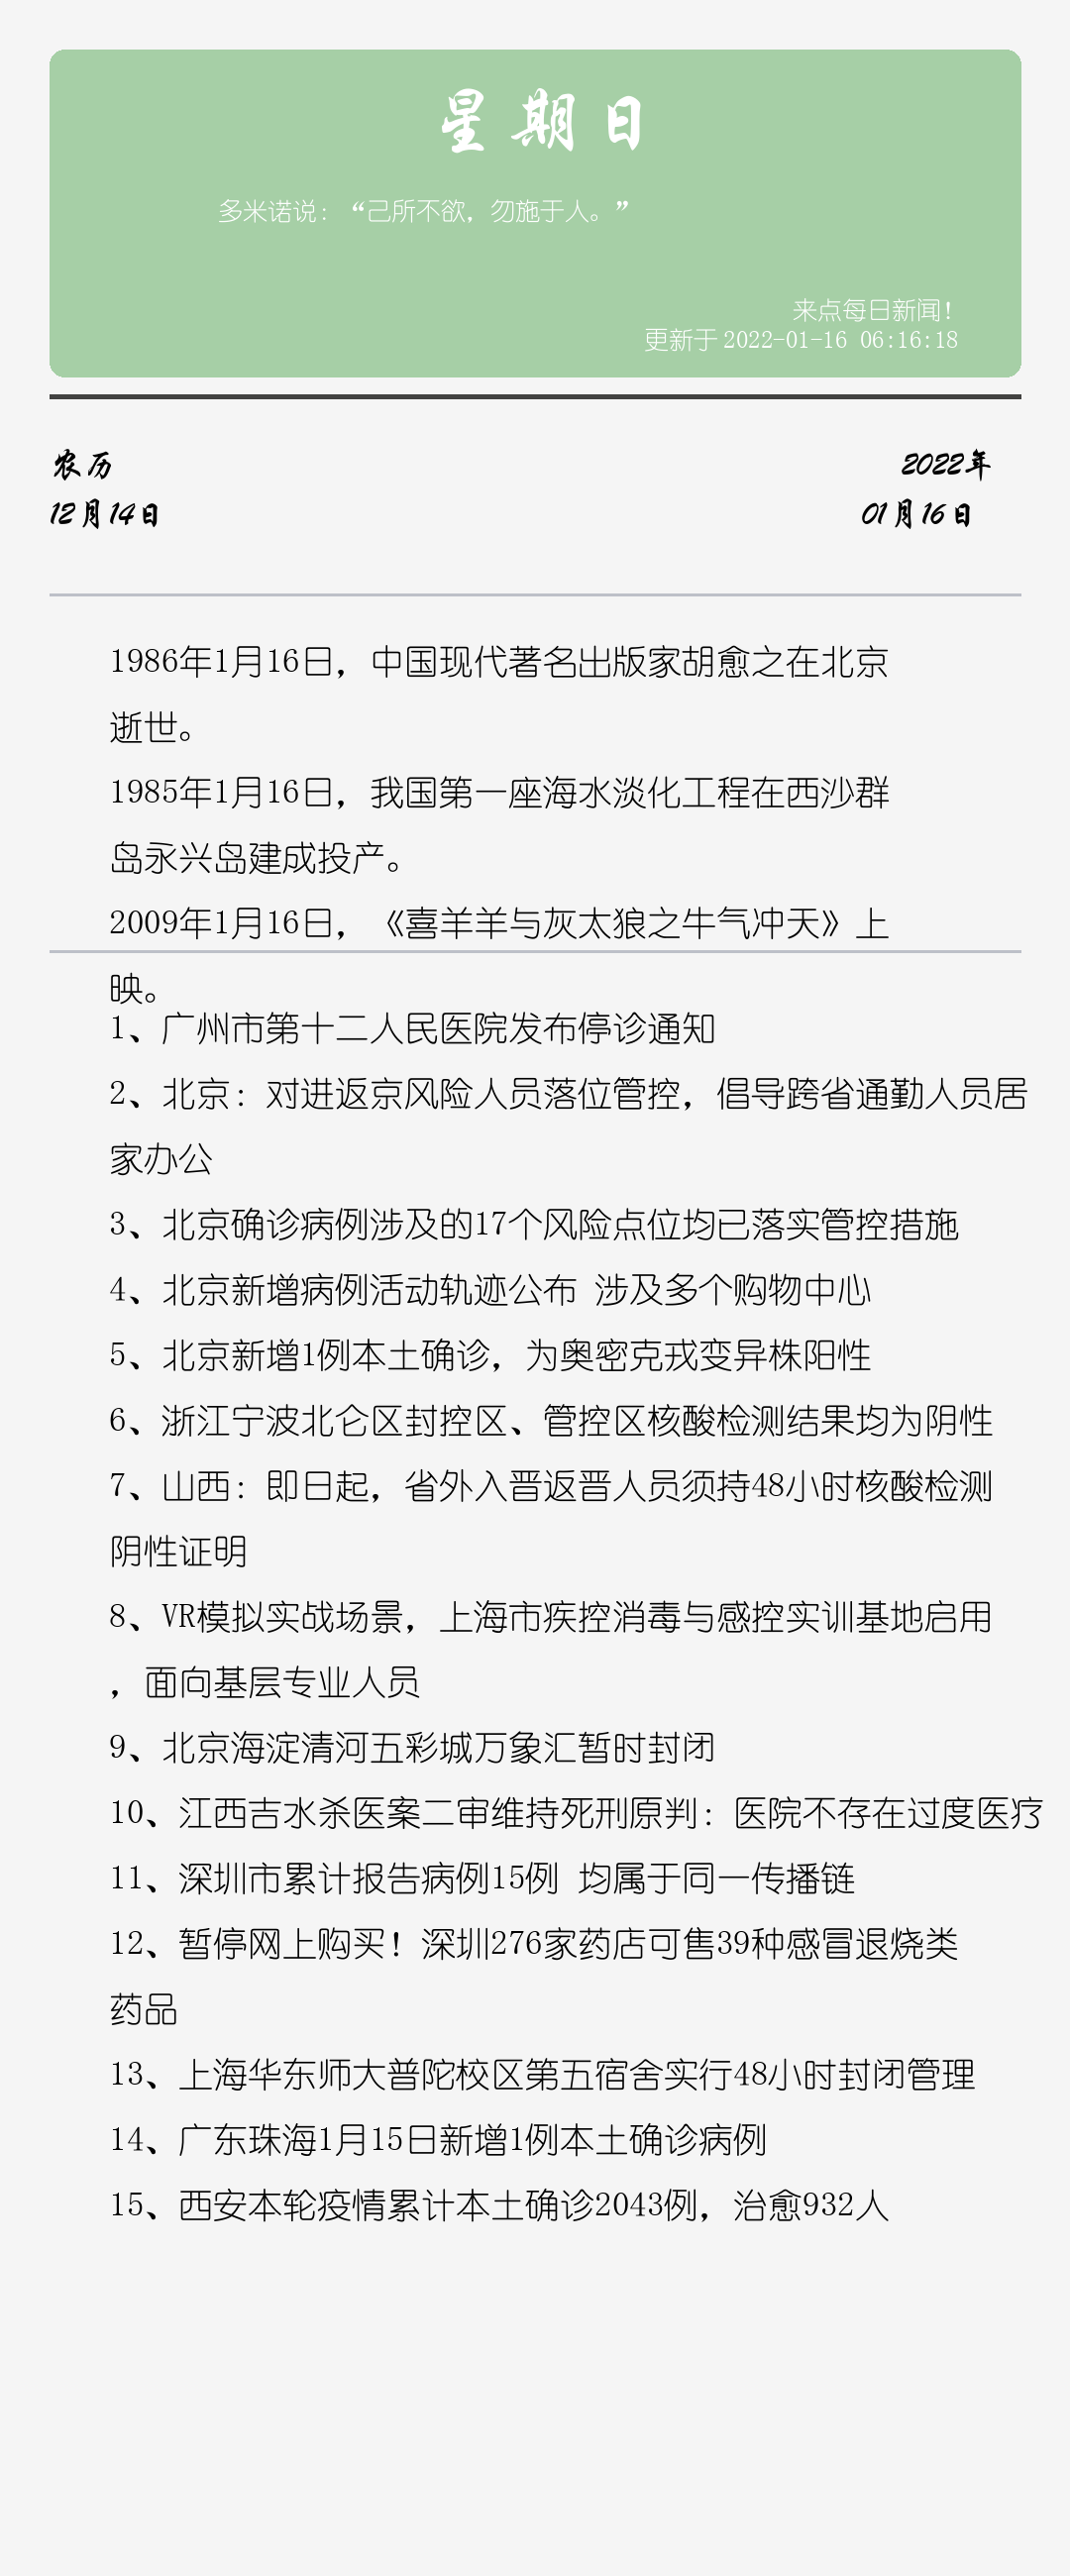 星期日
多米诺说：“己所不欲，勿施于人。”
来点每日新闻！
更新于 2022-01-16 06:16:18
农历
2022年
12月14日
01月16日
1986年1月16日，中国现代著名出版家胡愈之在北京
逝世。
1985年1月16日，我国第一座海水淡化工程在西沙群
岛永兴岛建成投产。
2009年1月16日，《喜羊羊与灰太狼之牛气冲天》上
映。
1、广州市第十二人民医院发布停诊通知
2、北京：对进返京风险人员落位管控，倡导跨省通勤人员居
家办公
3、北京确诊病例涉及的17个风险点位均已落实管控措施
4、北京新增病例活动轨迹公布 涉及多个购物中心
5、北京新增1例本土确诊，为奥密克戎变异株阳性
6、浙江宁波北仑区封控区、管控区核酸检测结果均为阴性
7、山西：即日起，省外入晋返晋人员须持48小时核酸检测
阴性证明
8、VR模拟实战场景，上海市疾控消毒与感控实训基地启用
，面向基层专业人员
9、北京海淀清河五彩城万象汇暂时封闭
10、江西吉水杀医案二审维持死刑原判：医院不存在过度医疗
11、深圳市累计报告病例15例 均属于同一传播链
12、暂停网上购买！深圳276家药店可售39种感冒退烧类
药品
13、上海华东师大普陀校区第五宿舍实行48小时封闭管理
14、广东珠海1月15日新增1例本土确诊病例
15、西安本轮疫情累计本土确诊2043例，治愈932人